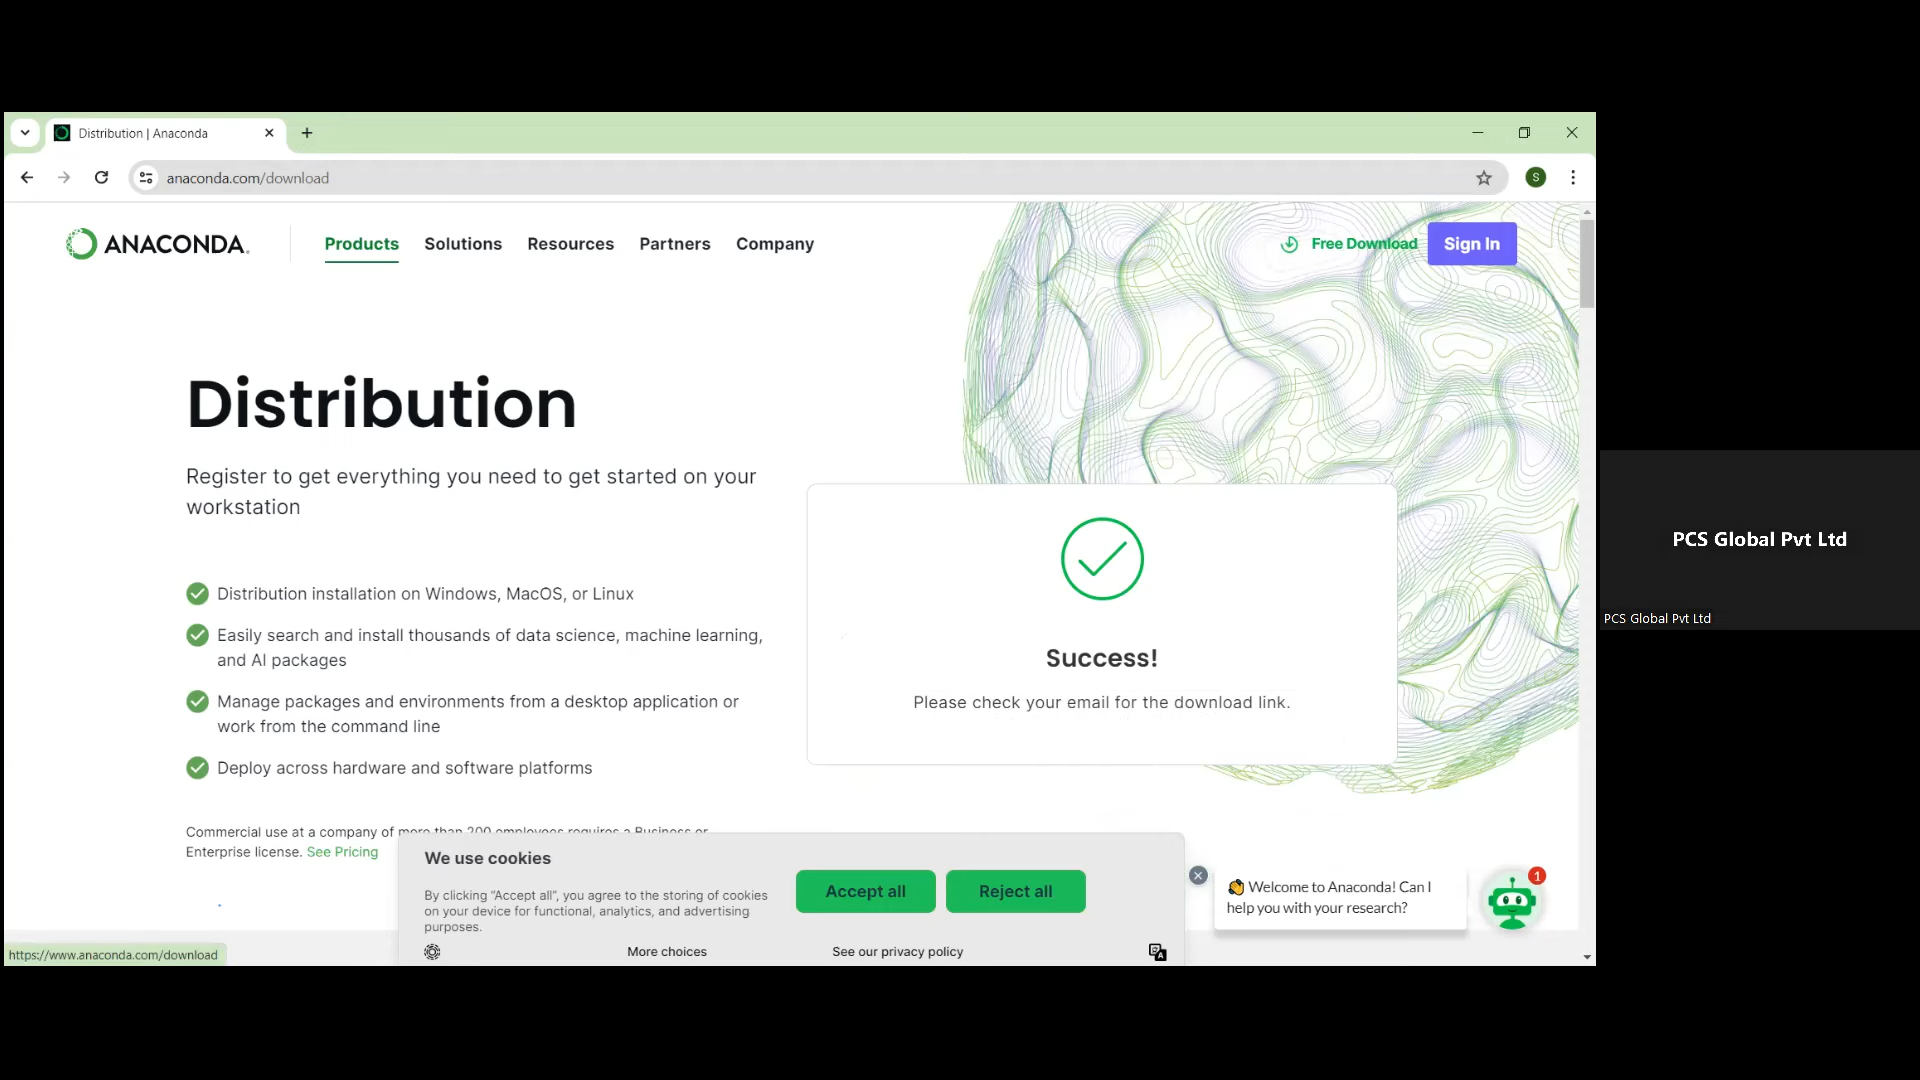 Distribution | Anaconda
anaconda.com/download
S
ANACONDA.
Products
Solutions
Resources
Partners
Company
Free Download
Sign In
Distribution
Register to get everything you need to get started on your
workstation
Distribution installation on Windows, MacOS, or Linux
Easily search and install thousands of data science, machine learning,
and AI packages
Manage packages and environments from a desktop application or
work from the command line
Deploy across hardware and software platforms
Commercial use at a company of more than 200 employees requires a Business or
Enterprise license. See Pricing
Success!
Please check your email for the download link.
We use cookies
By clicking “Accept all”, you agree to the storing of cookies
on your device for functional, analytics, and advertising
purposes.
Accept all
Reject all
More choices
See our privacy policy
A
👋 Welcome to Anaconda! Can I
help you with your research?
1
https://www.anaconda.com/download
PCS Global Pvt Ltd
PCS Global Pvt Ltd